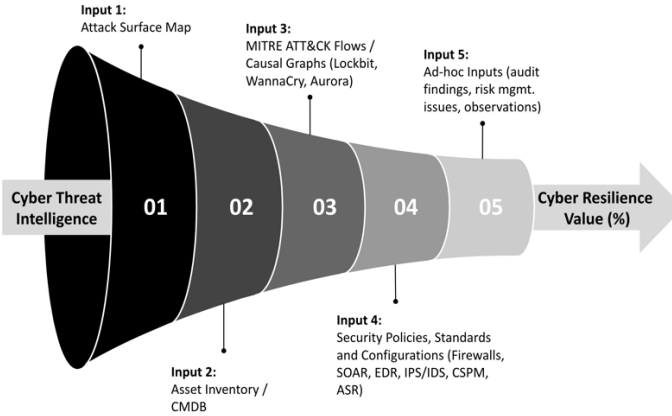 Input 1:
Attack Surface Map
Input 3:
MITRE ATT&CK Flows /
Causal Graphs (Lockbit,
WannaCry, Aurora)
Input 5:
Ad-hoc Inputs (audit
findings, risk mgmt.
issues, observations)
Cyber Threat
Intelligence
01
02
03
04
05
Cyber Resilience
Value (%)
Input 2:
Asset Inventory /
CMDB
Input 4:
Security Policies, Standards
and Configurations (Firewalls,
SOAR, EDR, IPS/IDS, CSPM,
ASR)